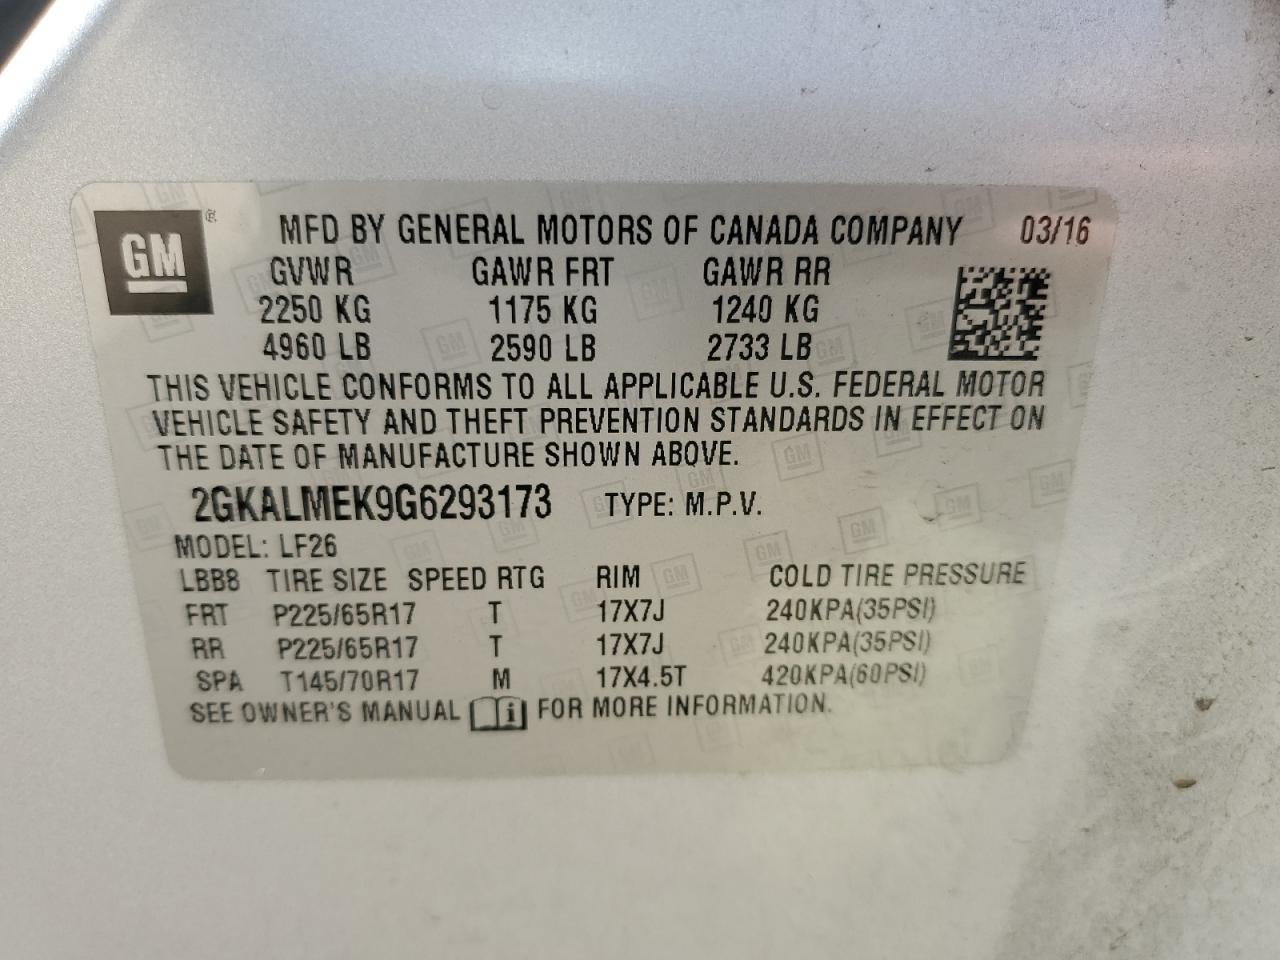 GM ® MFD BY GENERAL MOTORS OF CANADA COMPANY 03/16
GVWR GAWR FRT GAWR RR
2250 KG 1175 KG 1240 KG
4960 LB 2590 LB 2733 LB
THIS VEHICLE CONFORMS TO ALL APPLICABLE U.S. FEDERAL MOTOR
VEHICLE SAFETY AND THEFT PREVENTION STANDARDS IN EFFECT ON
THE DATE OF MANUFACTURE SHOWN ABOVE.
2GKALMEK9G6293173 TYPE: M.P.V.
MODEL: LF26
LBB8 TIRE SIZE SPEED RTG RIM COLD TIRE PRESSURE
FRT P225/65R17 T 17X7J 240KPA(35PSI)
RR P225/65R17 T 17X7J 240KPA(35PSI)
SPA T145/70R17 M 17X4.5T 420KPA(60PSI)
SEE OWNER'S MANUAL i FOR MORE INFORMATION.